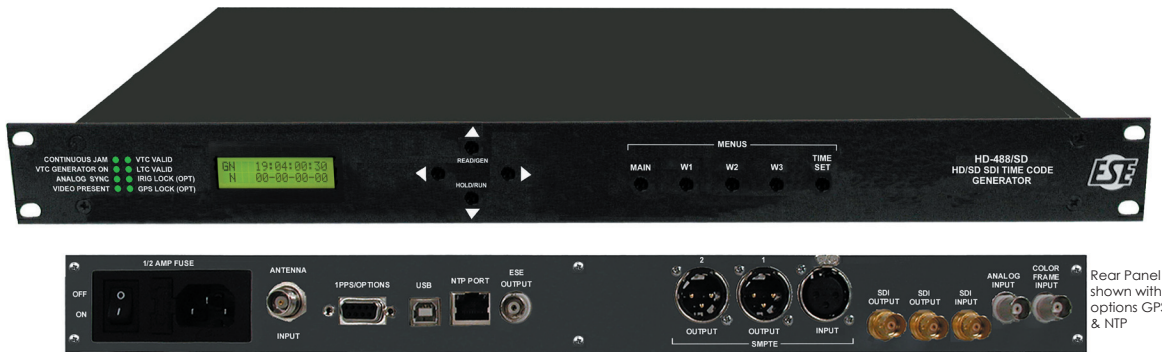 CONTINUOUS JAM VTC VALID
VTC GENERATOR ON LTC VALID
ANALOG SYNC IRIG LOCK (OPT)
VIDEO PRESENT GPS LOCK (OPT)
GN 19:04:00:30
N 00-00-00-00
READ/GEN
HOLD/RUN
MENUS
MAIN W1 W2 W3 TIME SET
HD-488/SD
HD/SD SDI TIME CODE
GENERATOR
ESE
1/2 AMP FUSE
OFF
ON
O
I
ANTENNA
INPUT
1PPS/OPTIONS
USB
NTP PORT
ESE
OUTPUT
2
OUTPUT
1
OUTPUT
INPUT
SMPTE
SDI
OUTPUT
SDI
OUTPUT
SDI
INPUT
ANALOG
INPUT
COLOR
FRAME
INPUT
Rear Panel
shown with
options GPS
& NTP